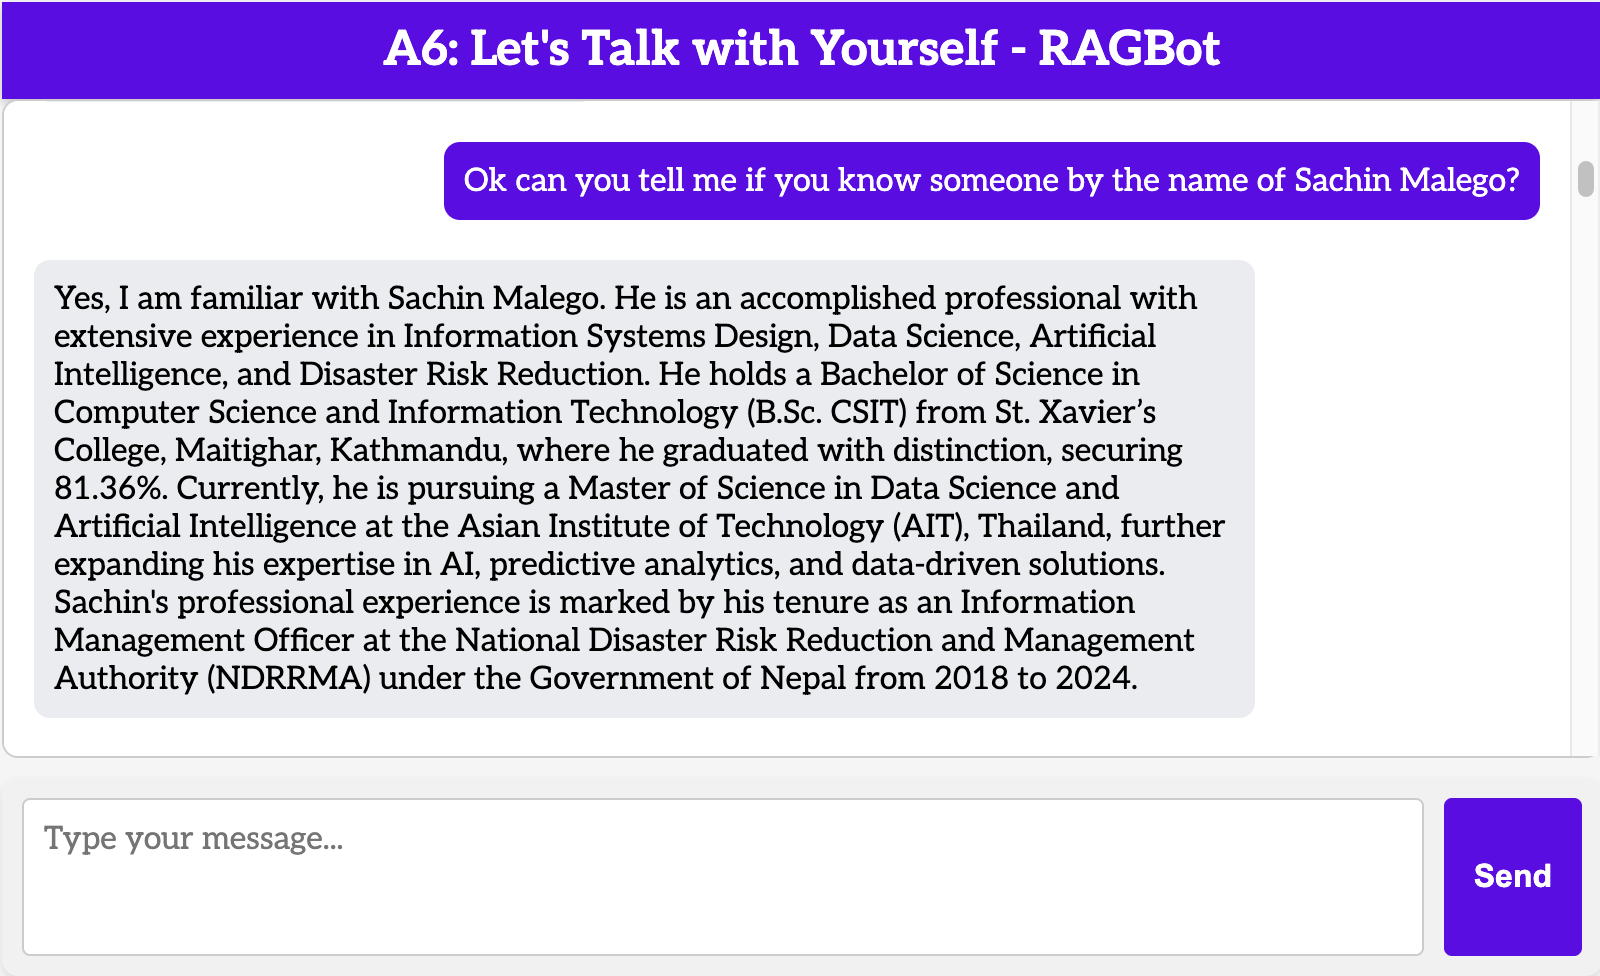 A6: Let's Talk with Yourself - RAGBot
Ok can you tell me if you know someone by the name of Sachin Malego?
Yes, I am familiar with Sachin Malego. He is an accomplished professional with
extensive experience in Information Systems Design, Data Science, Artificial
Intelligence, and Disaster Risk Reduction. He holds a Bachelor of Science in
Computer Science and Information Technology (B.Sc. CSIT) from St. Xavier’s
College, Maitighar, Kathmandu, where he graduated with distinction, securing
81.36%. Currently, he is pursuing a Master of Science in Data Science and
Artificial Intelligence at the Asian Institute of Technology (AIT), Thailand, further
expanding his expertise in AI, predictive analytics, and data-driven solutions.
Sachin's professional experience is marked by his tenure as an Information
Management Officer at the National Disaster Risk Reduction and Management
Authority (NDRRMA) under the Government of Nepal from 2018 to 2024.
Type your message...
Send